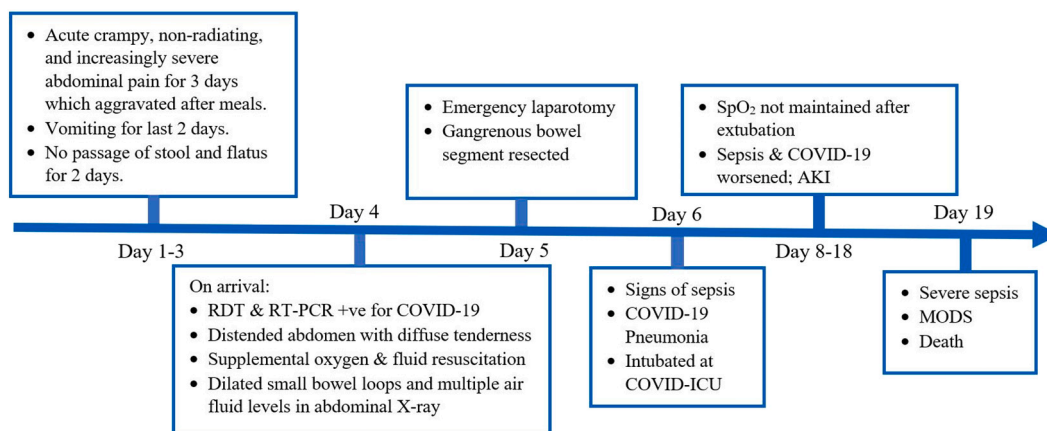 • Acute crampy, non-radiating,
and increasingly severe
abdominal pain for 3 days
which aggravated after meals.
• Vomiting for last 2 days.
• No passage of stool and flatus
for 2 days.
Day 1-3
Day 4
On arrival:
• RDT & RT-PCR +ve for COVID-19
• Distended abdomen with diffuse tenderness
• Supplemental oxygen & fluid resuscitation
• Dilated small bowel loops and multiple air
fluid levels in abdominal X-ray
• Emergency laparotomy
• Gangrenous bowel
segment resected
Day 5
Day 6
• Signs of sepsis
• COVID-19
Pneumonia
• Intubated at
COVID-ICU
• SpO₂ not maintained after
extubation
• Sepsis & COVID-19
worsened; AKI
Day 8-18
Day 19
• Severe sepsis
• MODS
• Death